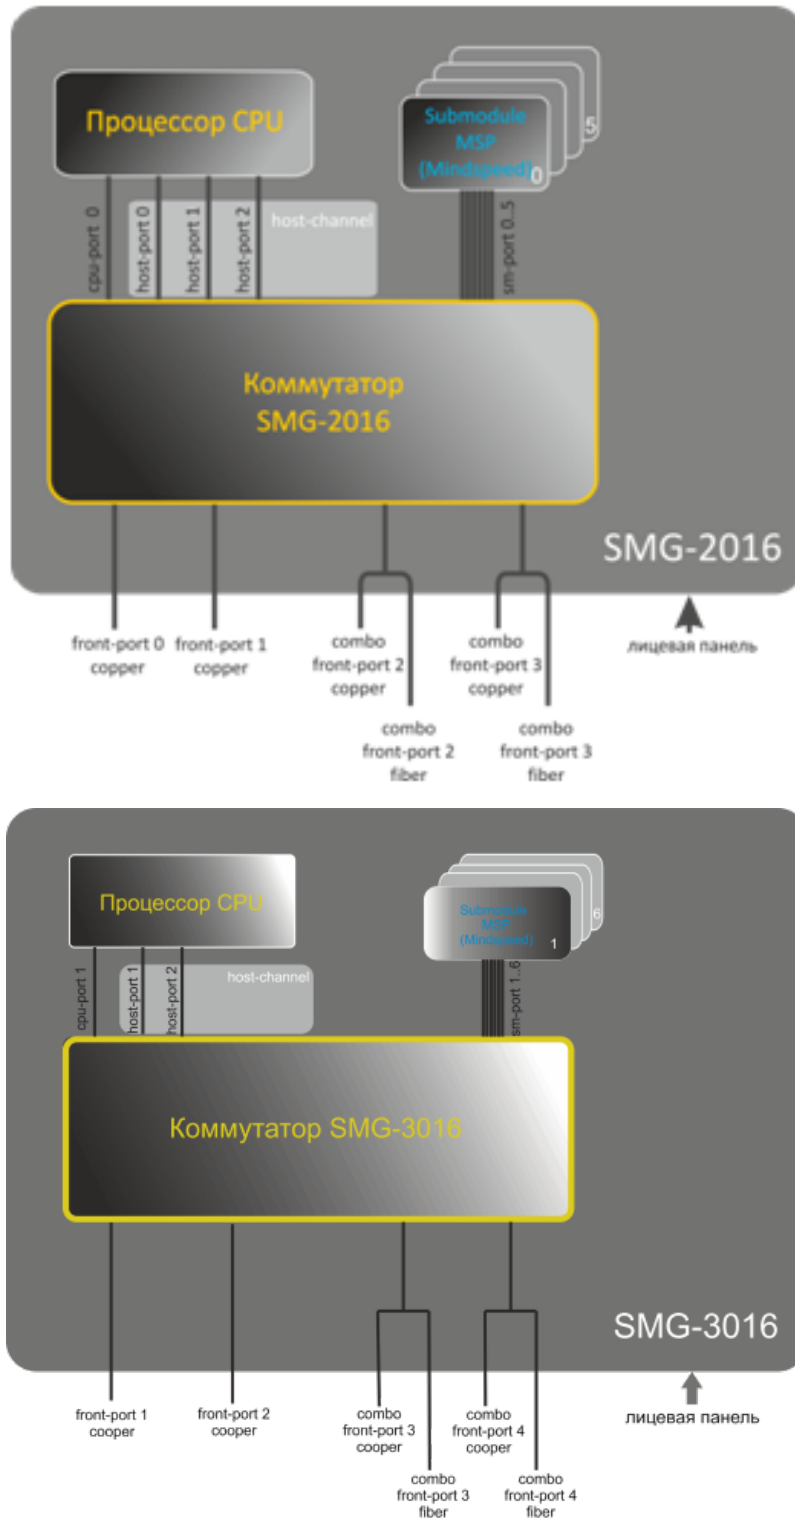 Процессор CPU
Submodule
MSP
(Mindspeed)
0
5
cpu-port 0
host-port 0
host-port 1
host-port 2
host-channel
sm-port 0..5
Коммутатор
SMG-2016
SMG-2016
front-port 0
copper
front-port 1
copper
combo
front-port 2
copper
combo
front-port 3
copper
лицевая панель
combo
front-port 2
fiber
combo
front-port 3
fiber
Процессор CPU
Submodule
MSP
(Mindspeed)
1
6
cpu-port 1
host-port 1
host-port 2
host-channel
sm-port 1..6
Коммутатор SMG-3016
SMG-3016
front-port 1
cooper
front-port 2
cooper
combo
front-port 3
cooper
combo
front-port 4
cooper
лицевая панель
combo
front-port 3
fiber
combo
front-port 4
fiber